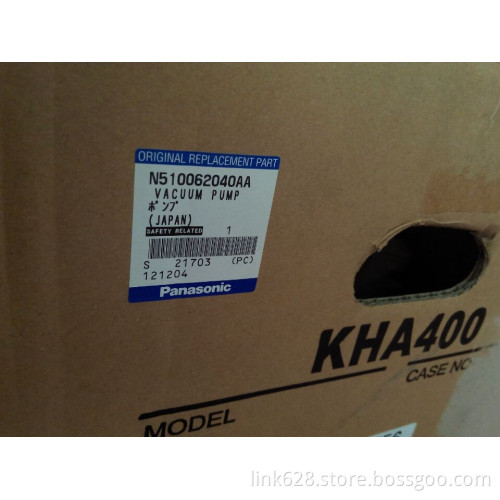 ORIGINAL REPLACEMENT PART
N510062040AA
VACUUM PUMP
ポンプ
(JAPAN)
SAFETY RELATED 1
S 21703 (PC)
121204
Panasonic
KHA400
CASE NO.
MODEL
link628.store.bossgoo.com